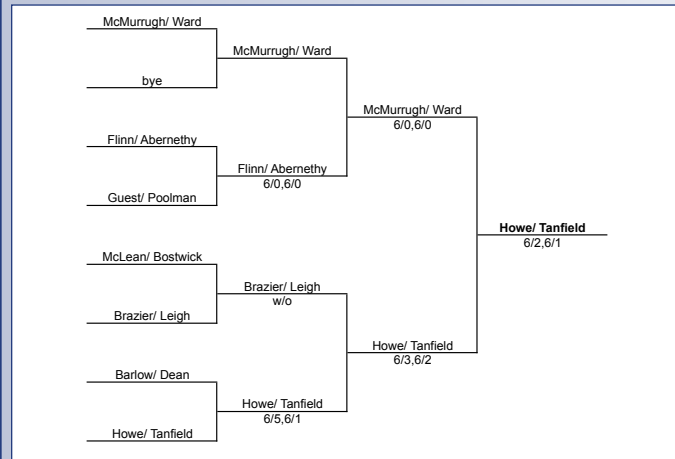 McMurrugh/ Ward
McMurrugh/ Ward
bye
McMurrugh/ Ward
6/0,6/0
Flinn/ Abernethy
Flinn/ Abernethy
6/0,6/0
Guest/ Poolman
Howe/ Tanfield
6/2,6/1
McLean/ Bostwick
Brazier/ Leigh
w/o
Brazier/ Leigh
Howe/ Tanfield
6/3,6/2
Barlow/ Dean
Howe/ Tanfield
6/5,6/1
Howe/ Tanfield